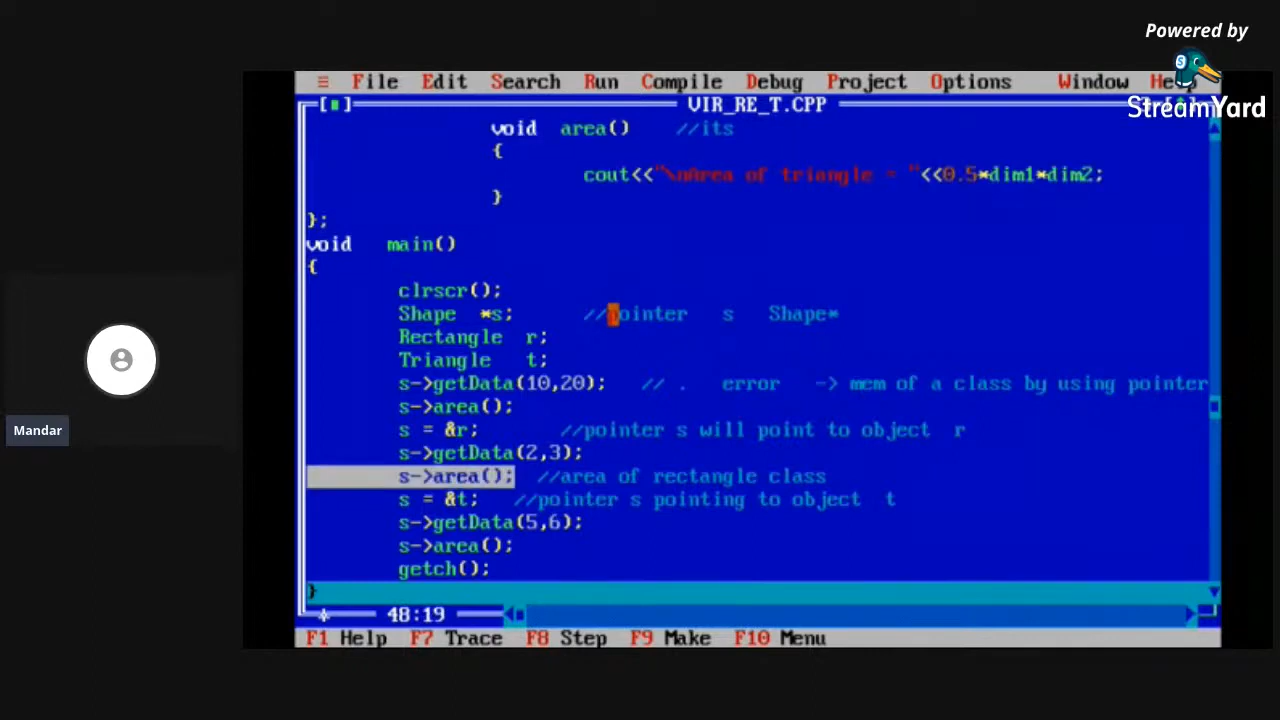 Powered by
StreamYard
≡ File Edit Search Run Compile Debug Project Options Window Help
[■] VIR_RE_T.CPP
void area() //its
{
cout<<"\nArea of triangle = "<<0.5*dim1*dim2;
}
};
void main()
{
clrscr();
Shape *s; //pointer s Shape*
Rectangle r;
Triangle t;
s->getData(10,20); // . error -> mem of a class by using pointer
s->area();
s = &r; //pointer s will point to object r
s->getData(2,3);
s->area(); //area of rectangle class
s = &t; //pointer s pointing to object t
s->getData(5,6);
s->area();
getch();
}
48:19
F1 Help F7 Trace F8 Step F9 Make F10 Menu
Mandar